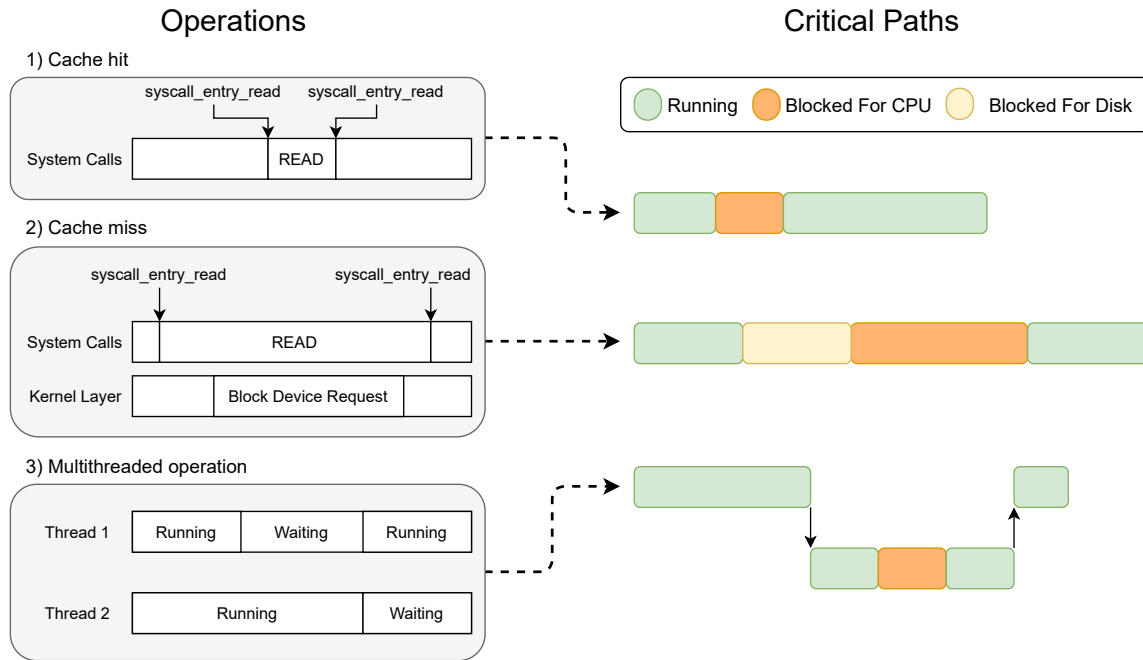 Operations
Critical Paths
1) Cache hit
syscall_entry_read syscall_entry_read
System Calls
READ
Running Blocked For CPU Blocked For Disk
2) Cache miss
syscall_entry_read syscall_entry_read
System Calls
READ
Kernel Layer
Block Device Request
3) Multithreaded operation
Thread 1
Running Waiting Running
Thread 2
Running Waiting